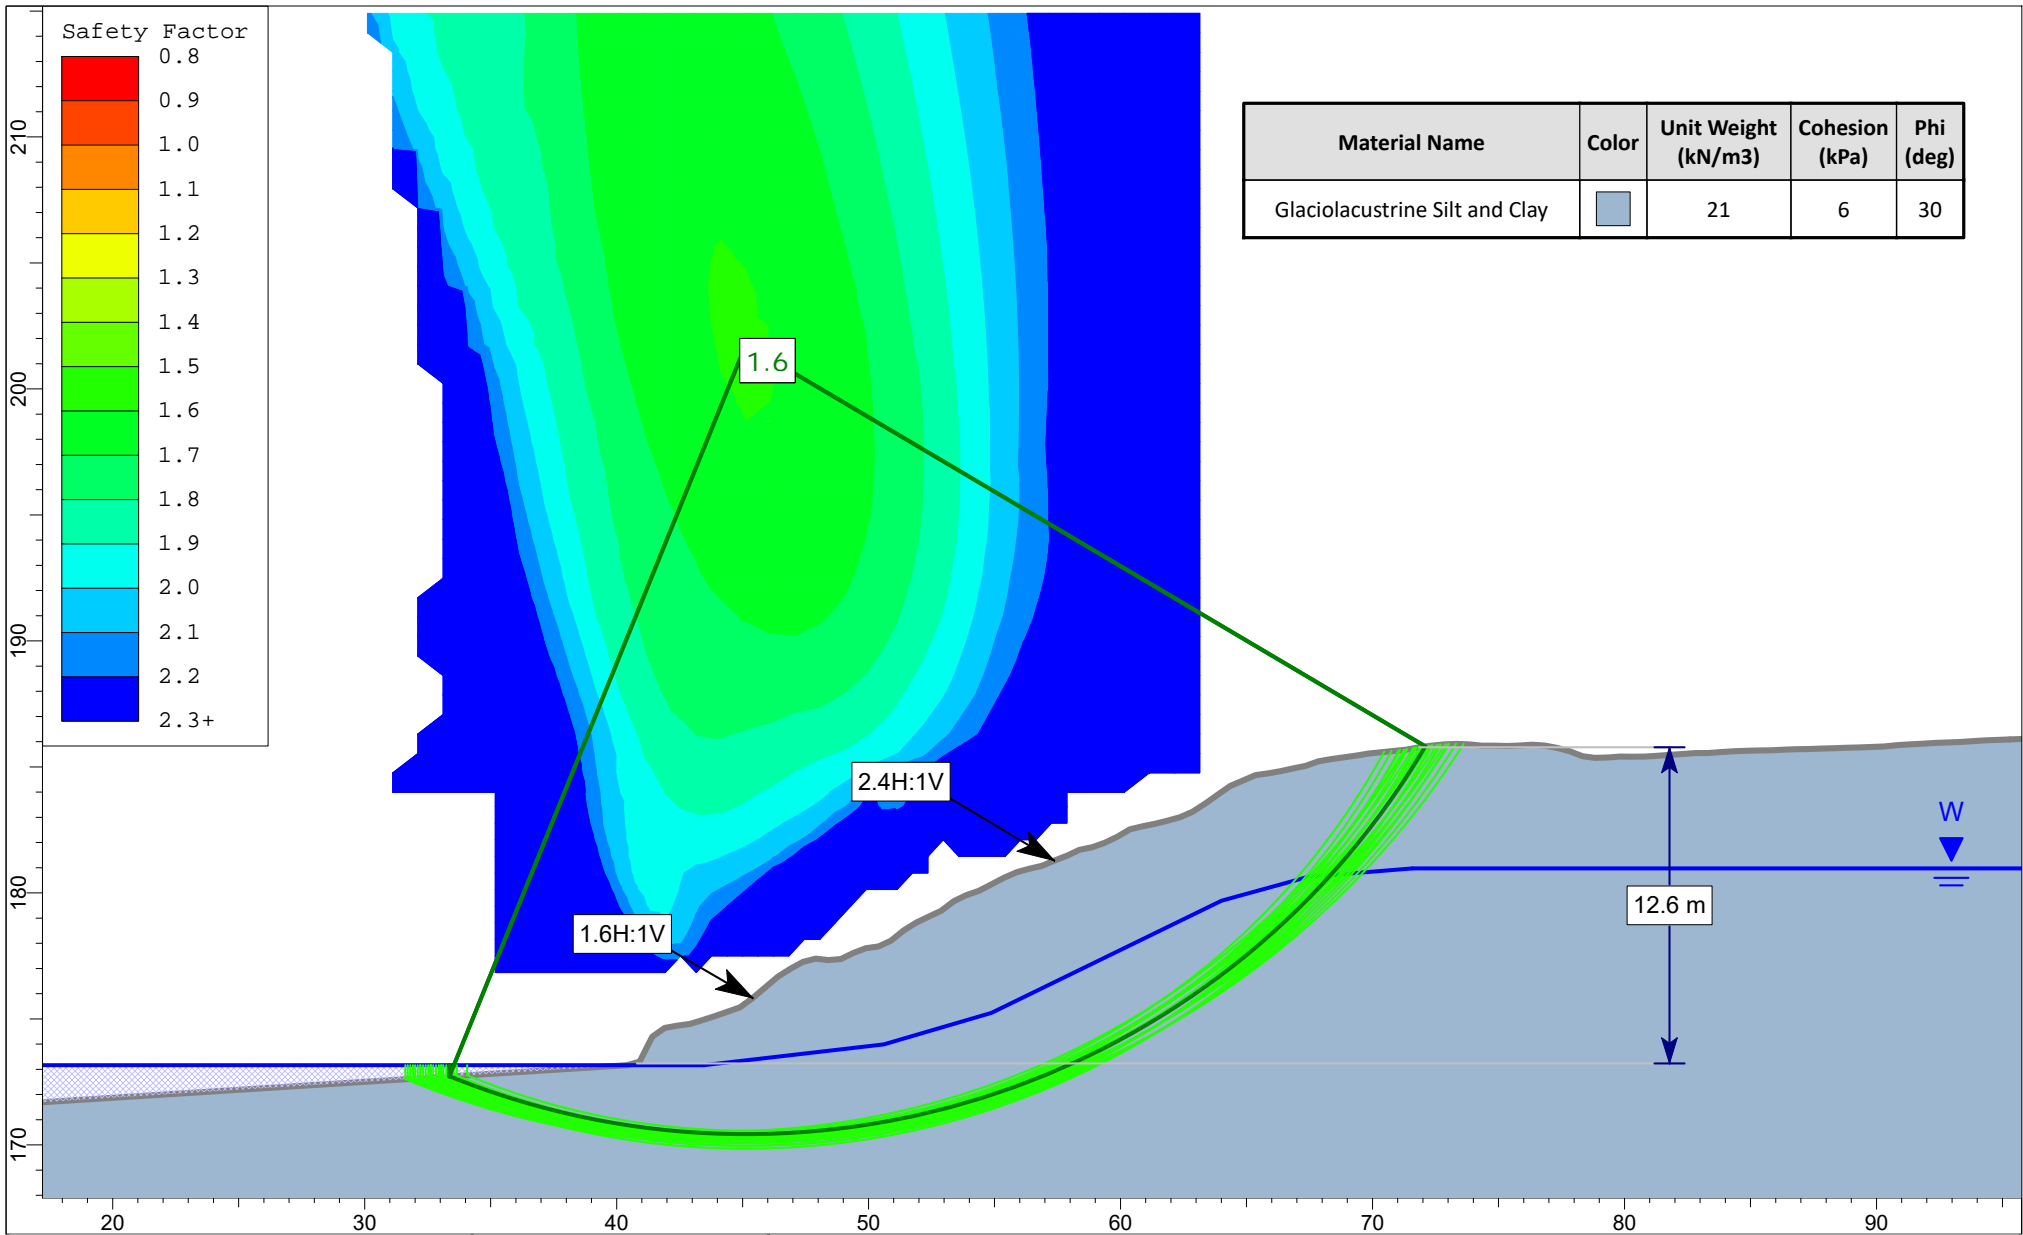 Safety Factor
0.8
0.9
1.0
1.1
1.2
1.3
1.4
1.5
1.6
1.7
1.8
1.9
2.0
2.1
2.2
2.3+
Material Name Color Unit Weight (kN/m3) Cohesion (kPa) Phi (deg)
Glaciolacustrine Silt and Clay 21 6 30
1.6
2.4H:1V
1.6H:1V
W
12.6 m
210
200
190
180
170
20 30 40 50 60 70 80 90